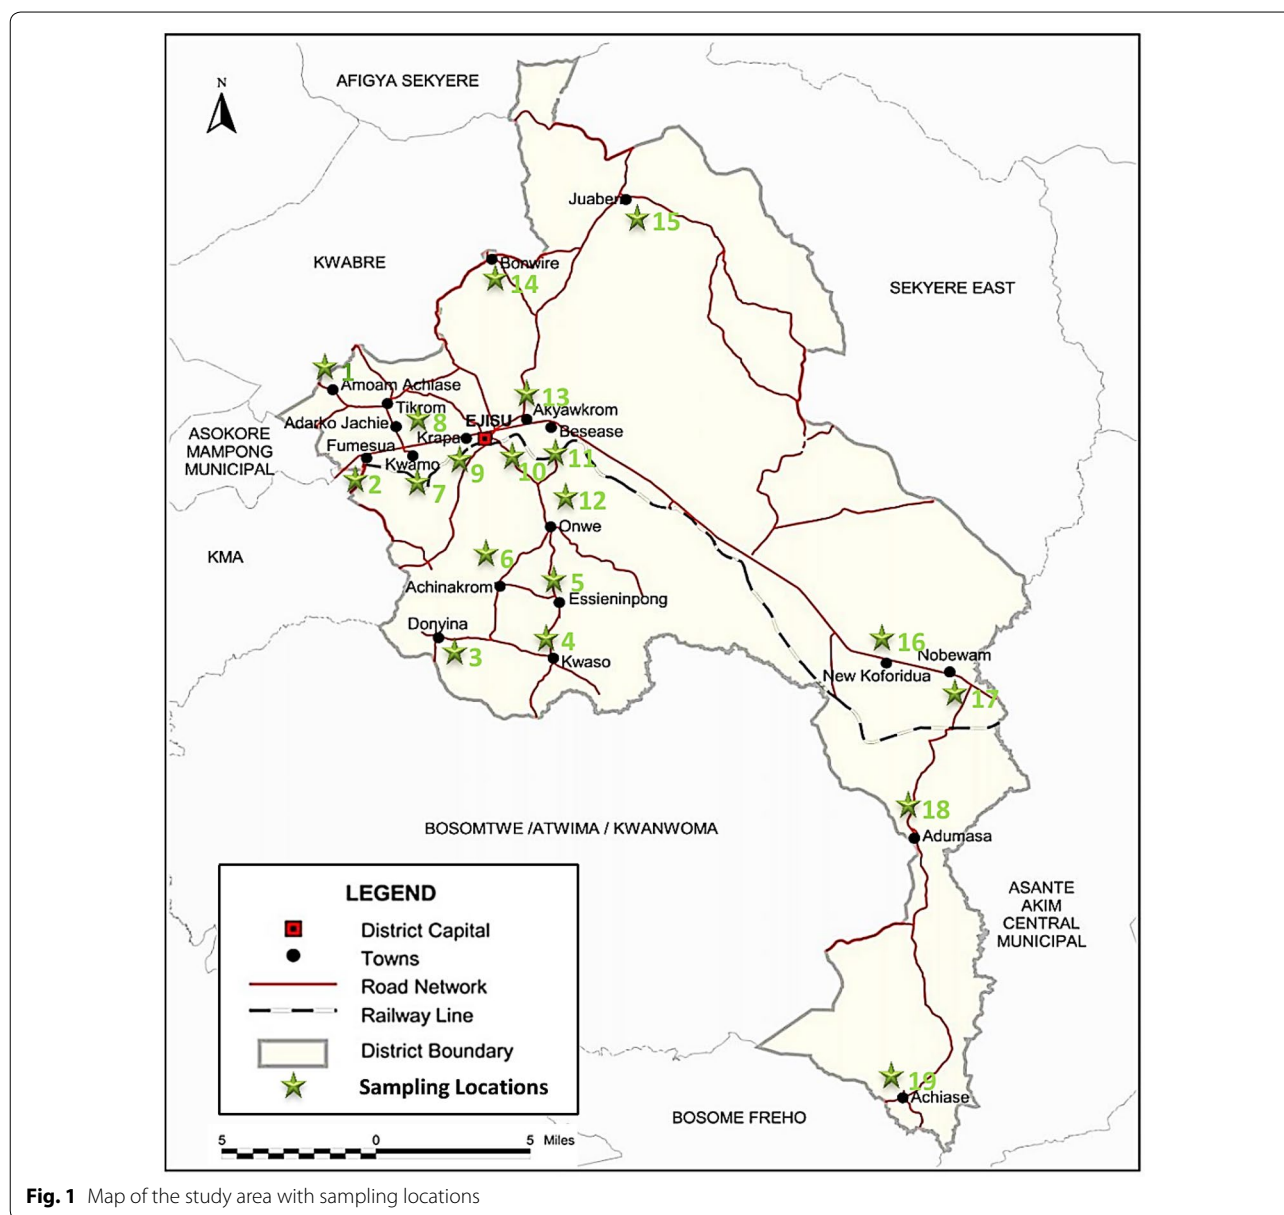 N
AFIGYA SEKYERE
Juaben
15
KWABRE
Bonwire
14
SEKYERE EAST
1
Amoam Achiase
13
Tikrom
8
Akyawkrom
Adarko Jachie
EJISU
Besease
ASOKORE
MAMPONG
MUNICIPAL
Krapa
Fumesua
Kwamo
9
10
11
2
7
12
Onwe
KMA
6
Achinakrom
5
Essieninpong
Donyina
4
3
Kwaso
16
Nobewam
New Koforidua
17
18
Adumasa
BOSOMTWE /ATWIMA / KWANWOMA
ASANTE
AKIM
CENTRAL
MUNICIPAL
LEGEND
District Capital
Towns
Road Network
Railway Line
District Boundary
Sampling Locations
19
Achiase
BOSOME FREHO
5 0 5 Miles
Fig. 1 Map of the study area with sampling locations